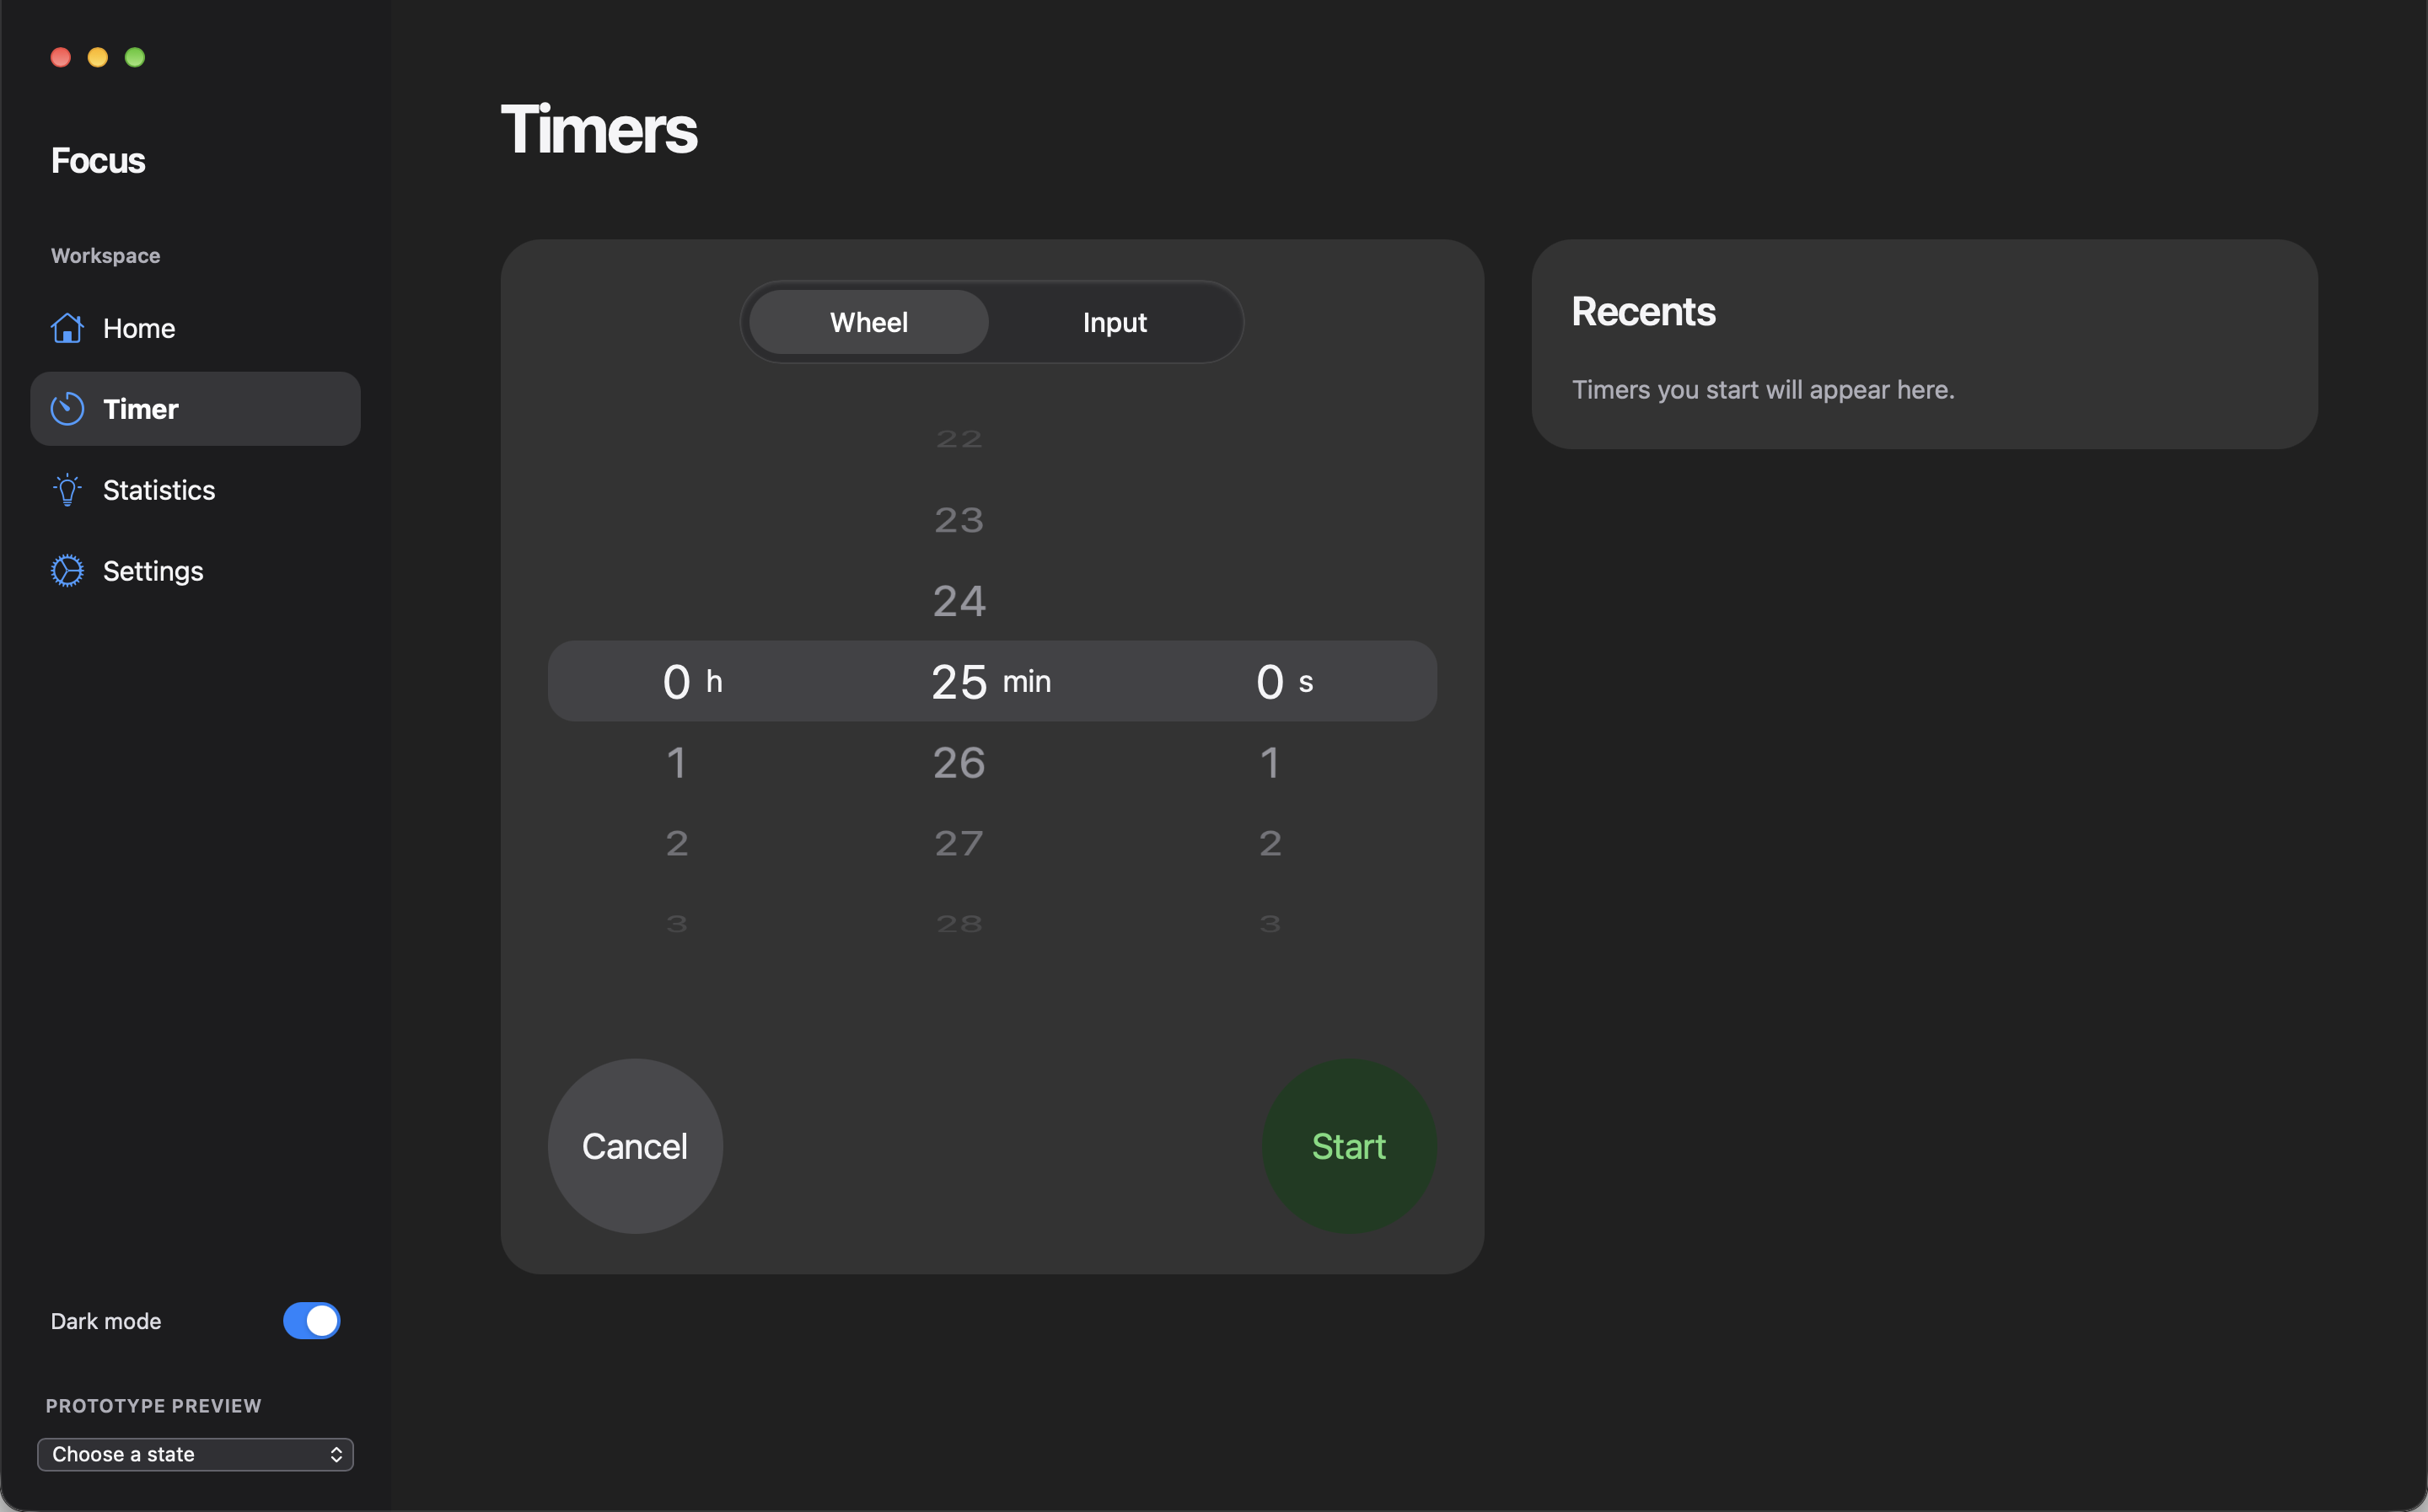 Focus
Workspace
Home
Timer
Statistics
Settings
Dark mode
PROTOTYPE PREVIEW
Choose a state
Timers
Wheel Input
22
23
24
0 h 25 min 0 s
1 26 1
2 27 2
3 28 3
Cancel Start
Recents
Timers you start will appear here.